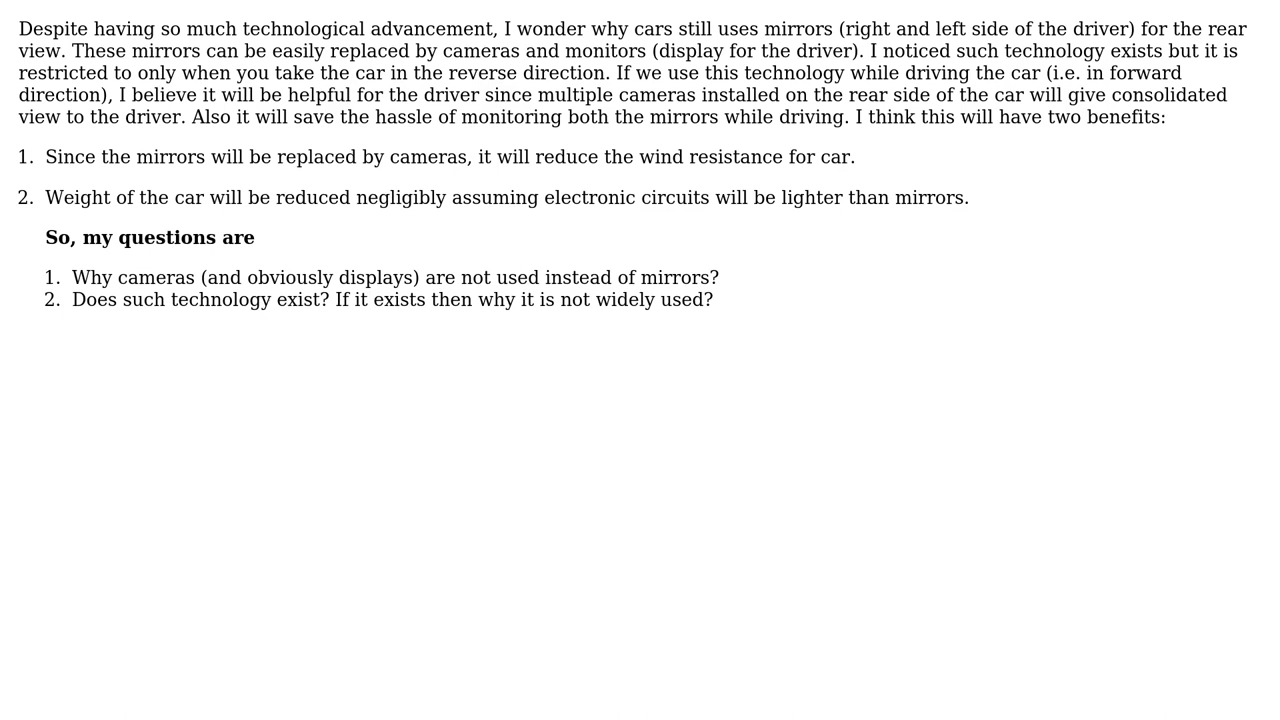 Despite having so much technological advancement, I wonder why cars still uses mirrors (right and left side of the driver) for the rear
view. These mirrors can be easily replaced by cameras and monitors (display for the driver). I noticed such technology exists but it is
restricted to only when you take the car in the reverse direction. If we use this technology while driving the car (i.e. in forward
direction), I believe it will be helpful for the driver since multiple cameras installed on the rear side of the car will give consolidated
view to the driver. Also it will save the hassle of monitoring both the mirrors while driving. I think this will have two benefits:
1. Since the mirrors will be replaced by cameras, it will reduce the wind resistance for car.
2. Weight of the car will be reduced negligibly assuming electronic circuits will be lighter than mirrors.
So, my questions are
1. Why cameras (and obviously displays) are not used instead of mirrors?
2. Does such technology exist? If it exists then why it is not widely used?